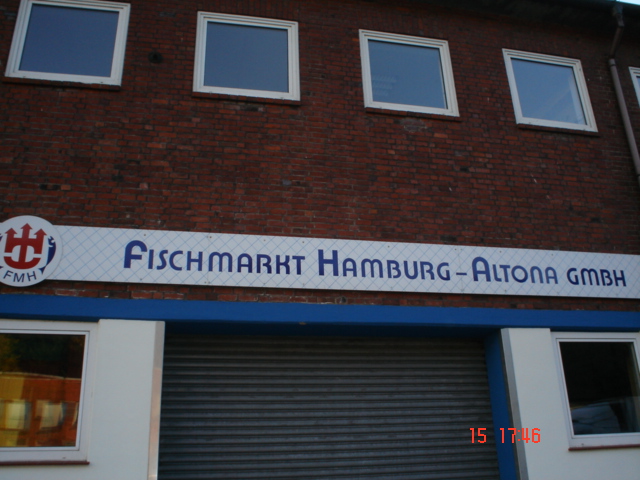 FISCHMARKT HAMBURG-ALTONA GMBH
FMH
15 17:46